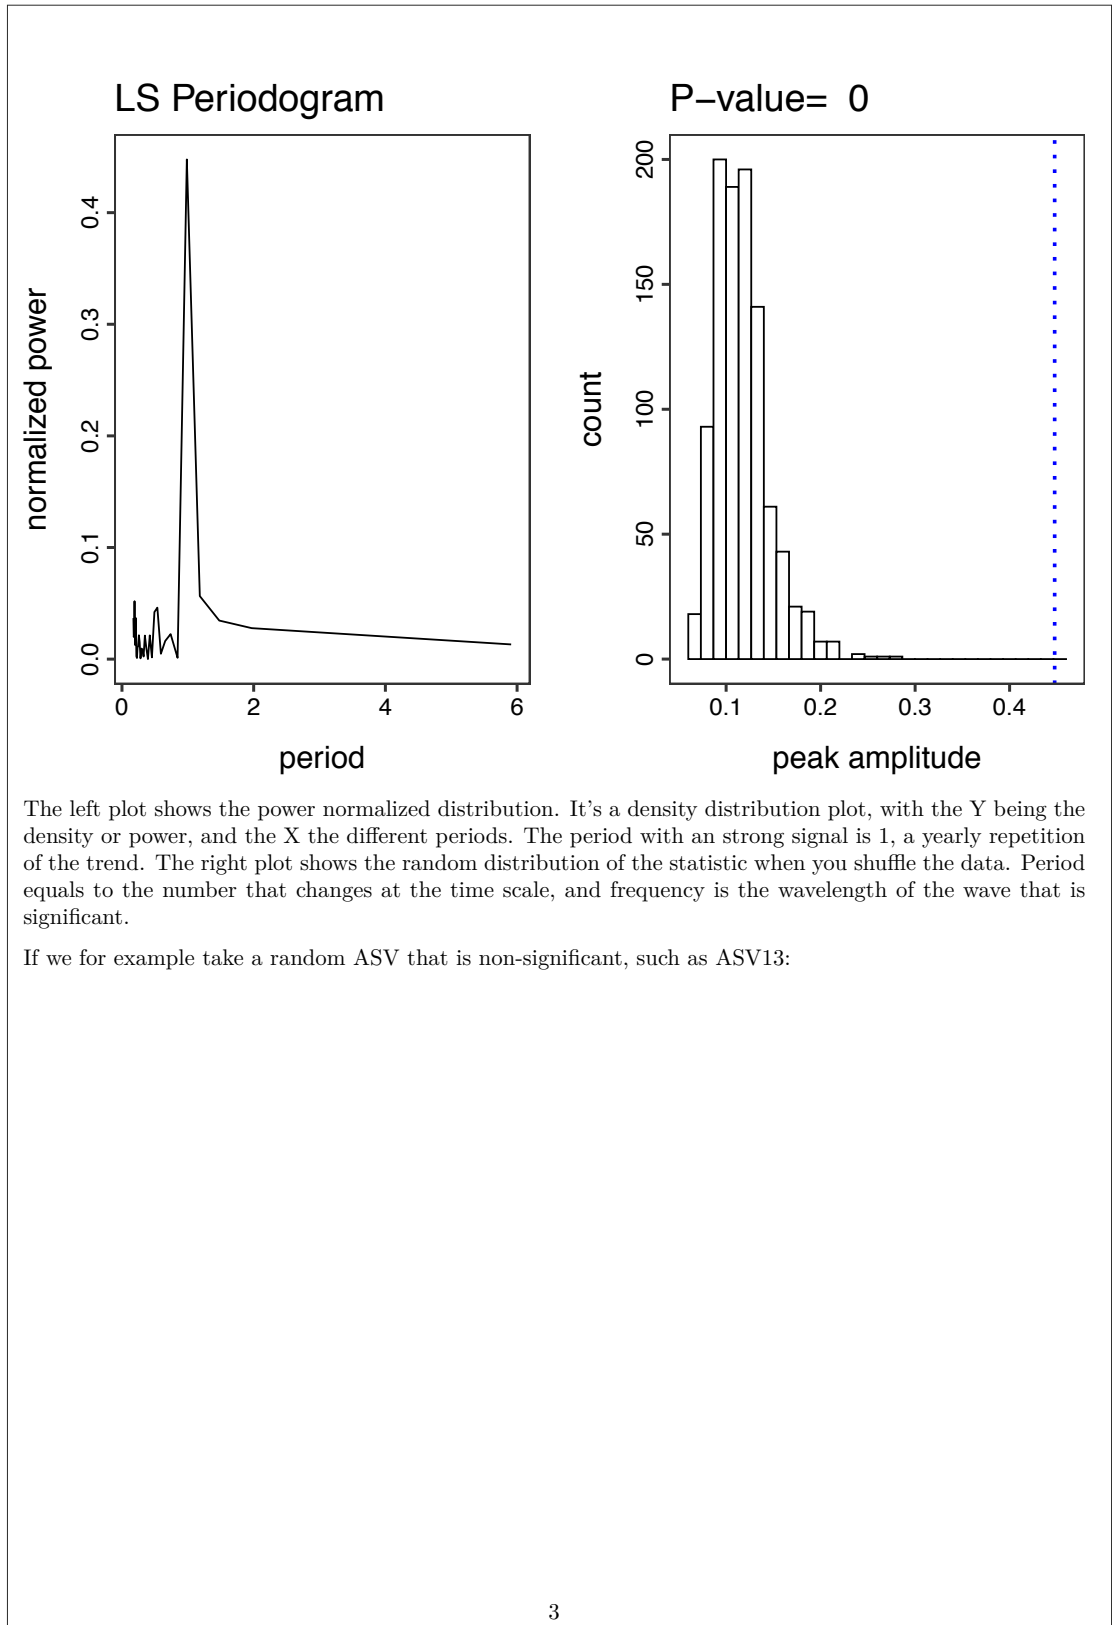 LS Periodogram
normalized power
0.4
0.3
0.2
0.1
0.0
0
2
4
6
period
P−value= 0
count
200
150
100
50
0
0.1
0.2
0.3
0.4
peak amplitude
The left plot shows the power normalized distribution. It's a density distribution plot, with the Y being the
density or power, and the X the different periods. The period with an strong signal is 1, a yearly repetition
of the trend. The right plot shows the random distribution of the statistic when you shuffle the data. Period
equals to the number that changes at the time scale, and frequency is the wavelength of the wave that is
significant.
If we for example take a random ASV that is non-significant, such as ASV13:
3